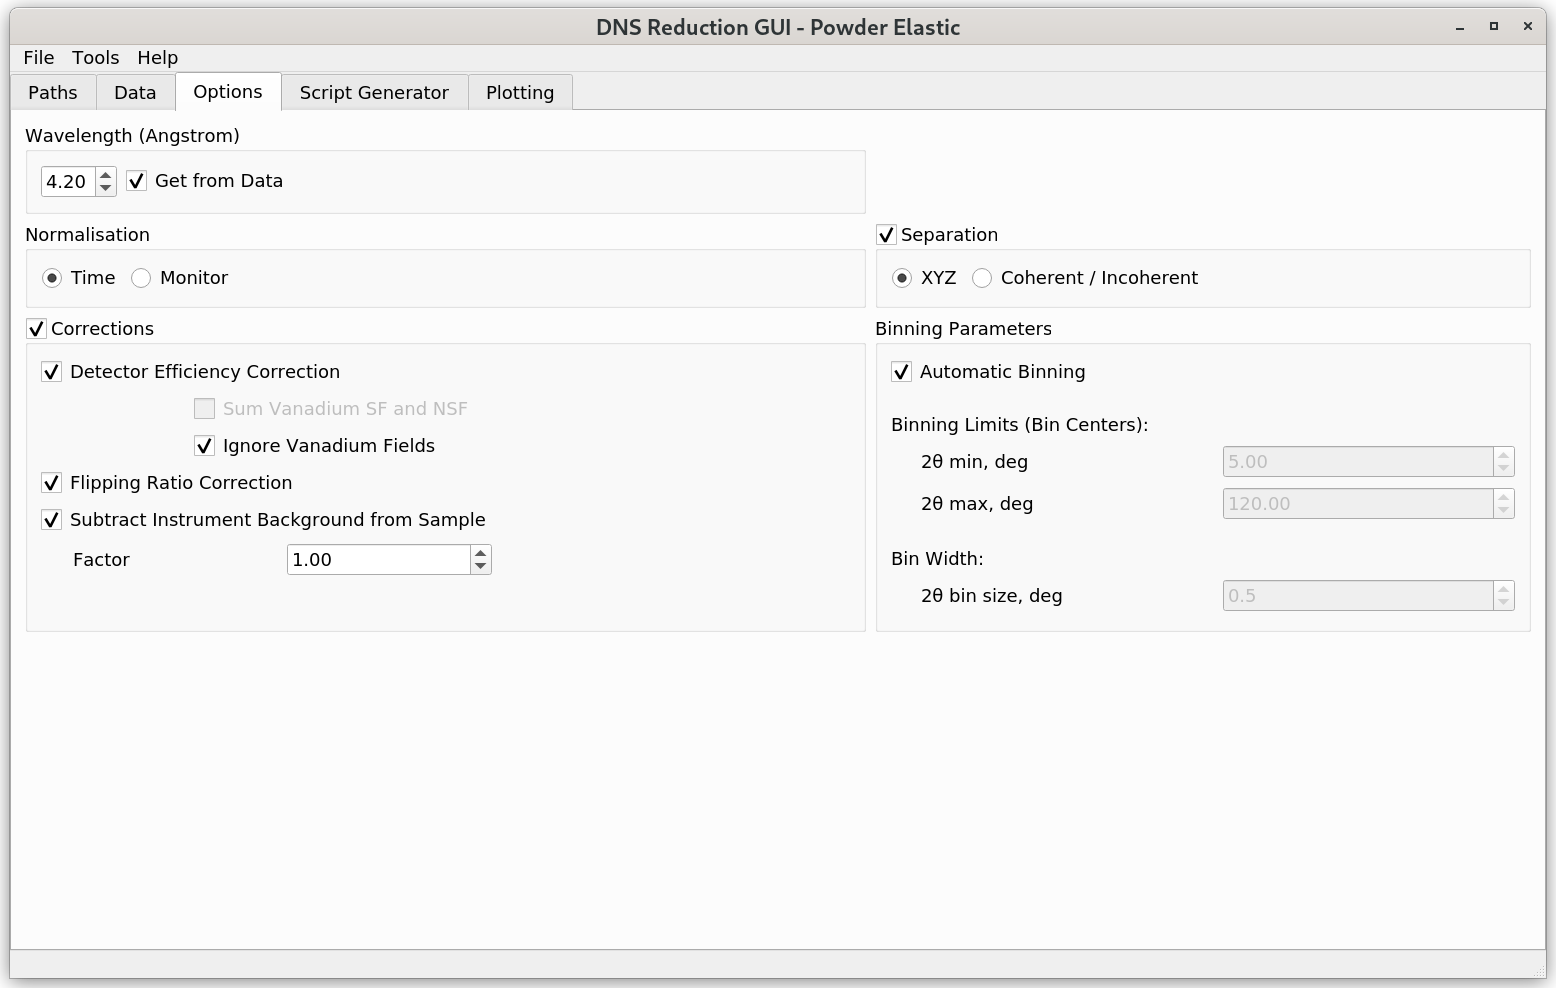 DNS Reduction GUI - Powder Elastic
File Tools Help
Paths Data Options Script Generator Plotting
Wavelength (Angstrom)
4.20 Get from Data
Normalisation
Time Monitor
Separation
XYZ Coherent / Incoherent
Corrections
Detector Efficiency Correction
Sum Vanadium SF and NSF
Ignore Vanadium Fields
Flipping Ratio Correction
Subtract Instrument Background from Sample
Factor 1.00
Binning Parameters
Automatic Binning
Binning Limits (Bin Centers):
2θ min, deg 5.00
2θ max, deg 120.00
Bin Width:
2θ bin size, deg 0.5